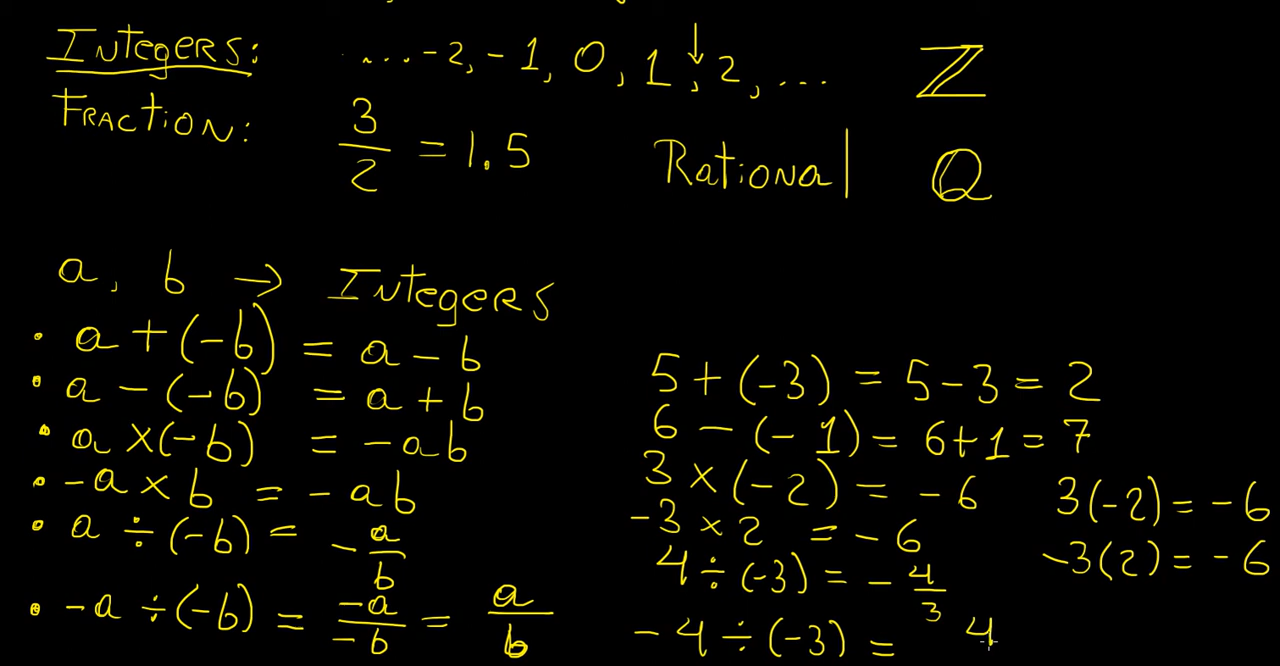 Integers: ... -2, -1, 0, 1, ↓ 2, ... ℤ
Fraction: 3/2 = 1.5 Rational ℚ
a, b → Integers
• a + (-b) = a - b
• a - (-b) = a + b
• a × (-b) = -ab
• -a × b = -ab
• a ÷ (-b) = -a/b
• -a ÷ (-b) = -a/-b = a/b
5 + (-3) = 5 - 3 = 2
6 - (-1) = 6 + 1 = 7
3 × (-2) = -6 3(-2) = -6
-3 × 2 = -6 -3(2) = -6
4 ÷ (-3) = -4/3
-4 ÷ (-3) = 4